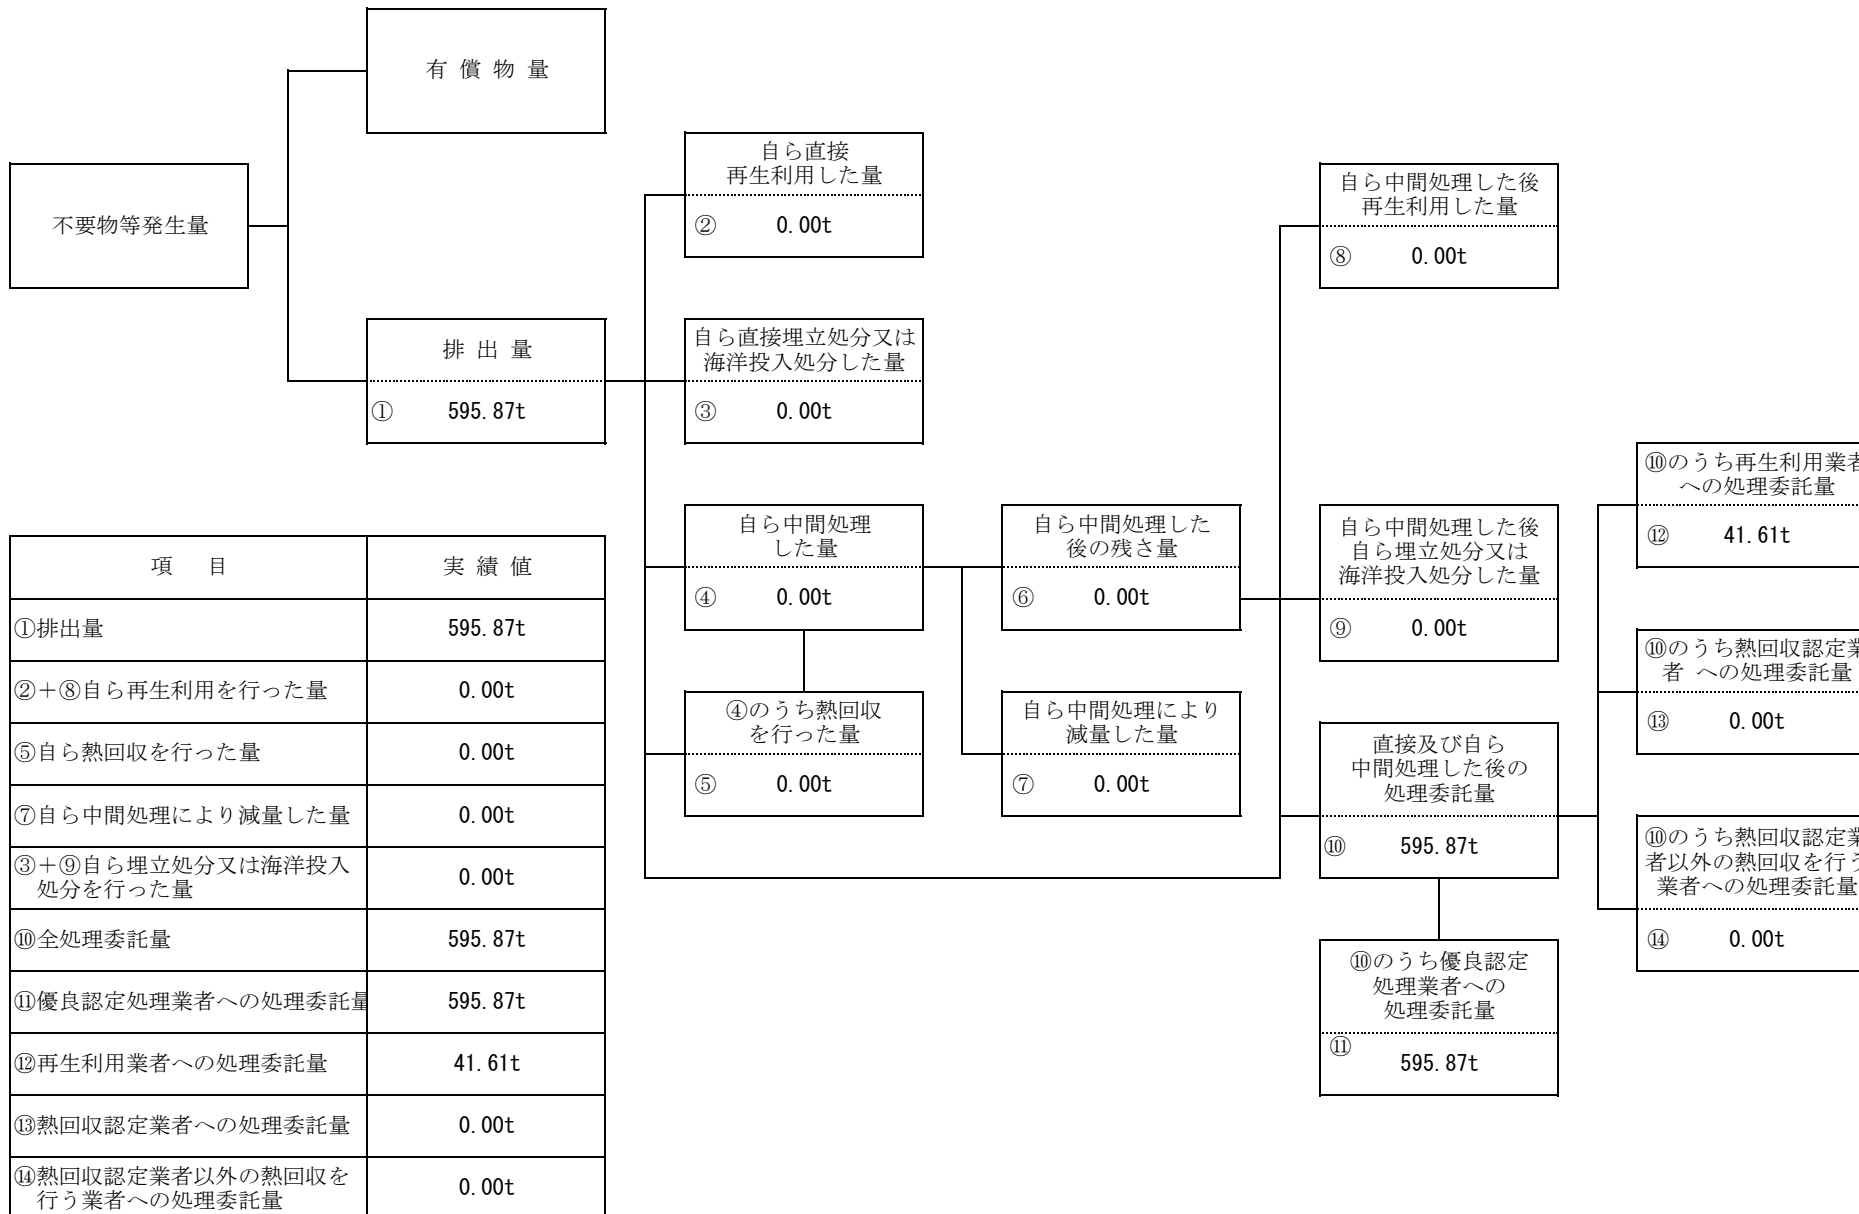 有 償 物 量
不要物等発生量
排 出 量
① 595.87t
自ら直接
再生利用した量
② 0.00t
自ら直接埋立処分又は
海洋投入処分した量
③ 0.00t
自ら中間処理
した量
④ 0.00t
④のうち熱回収
を行った量
⑤ 0.00t
自ら中間処理した
後の残さ量
⑥ 0.00t
自ら中間処理により
減量した量
⑦ 0.00t
自ら中間処理した後
再生利用した量
⑧ 0.00t
自ら中間処理した後
自ら埋立処分又は
海洋投入処分した量
⑨ 0.00t
直接及び自ら
中間処理した後の
処理委託量
⑩ 595.87t
⑩のうち優良認定
処理業者への
処理委託量
⑪ 595.87t
⑩のうち再生利用業者
への処理委託量
⑫ 41.61t
⑩のうち熱回収認定業
者 への処理委託量
⑬ 0.00t
⑩のうち熱回収認定業
者以外の熱回収を行う
業者への処理委託量
⑭ 0.00t
項 目 実 績 値
①排出量 595.87t
②＋⑧自ら再生利用を行った量 0.00t
⑤自ら熱回収を行った量 0.00t
⑦自ら中間処理により減量した量 0.00t
③＋⑨自ら埋立処分又は海洋投入
処分を行った量 0.00t
⑩全処理委託量 595.87t
⑪優良認定処理業者への処理委託量 595.87t
⑫再生利用業者への処理委託量 41.61t
⑬熱回収認定業者への処理委託量 0.00t
⑭熱回収認定業者以外の熱回収を
行う業者への処理委託量 0.00t